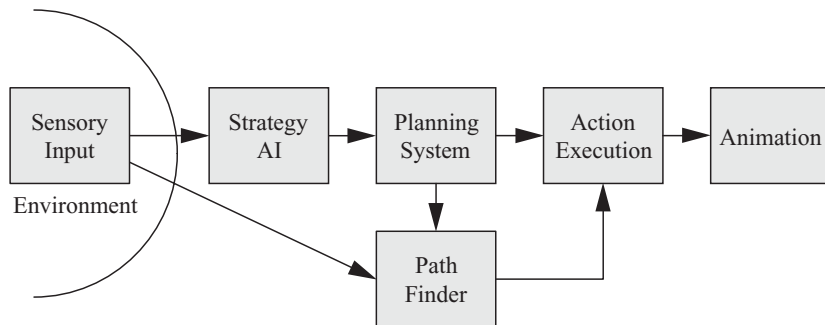 Sensory
Input
Strategy
AI
Planning
System
Action
Execution
Animation
Environment
Path
Finder